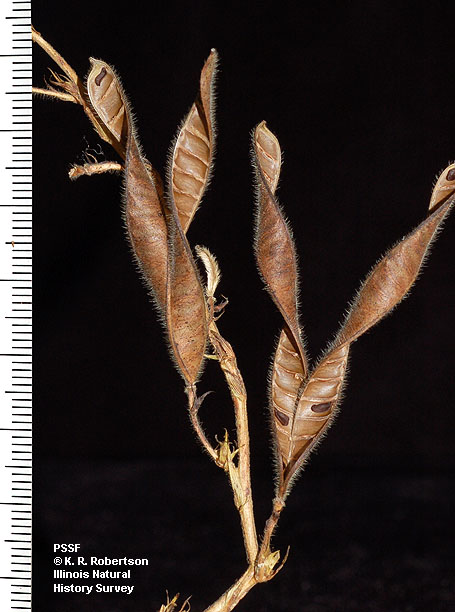 PSSF
© K. R. Robertson
Illinois Natural
History Survey